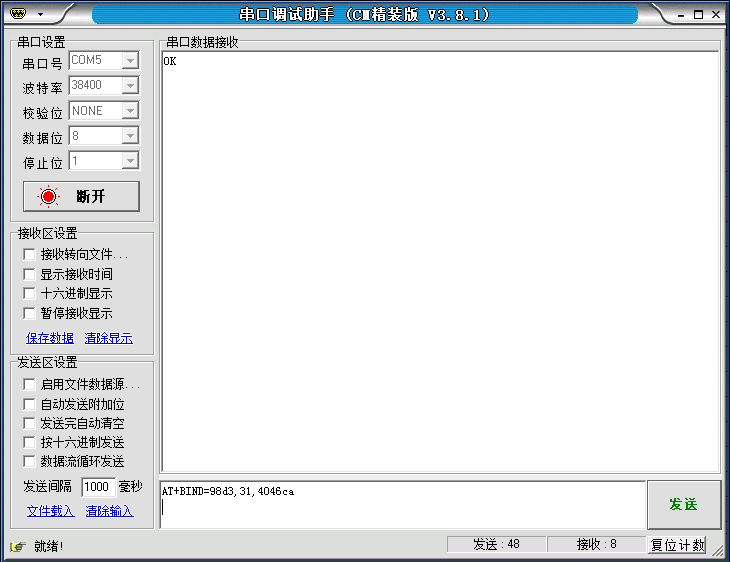 串口调试助手 (CM精装版 V3.8.1)
串口设置
串口号 COM5
波特率 38400
校验位 NONE
数据位 8
停止位 1
断开
接收区设置
接收转向文件...
显示接收时间
十六进制显示
暂停接收显示
保存数据 清除显示
发送区设置
启用文件数据源...
自动发送附加位
发送完自动清空
按十六进制发送
数据流循环发送
发送间隔 1000 毫秒
文件载入 清除输入
串口数据接收
OK
AT+BIND=98d3,31,4046ca
发送
就绪!
发送 : 48
接收 : 8
复位计数